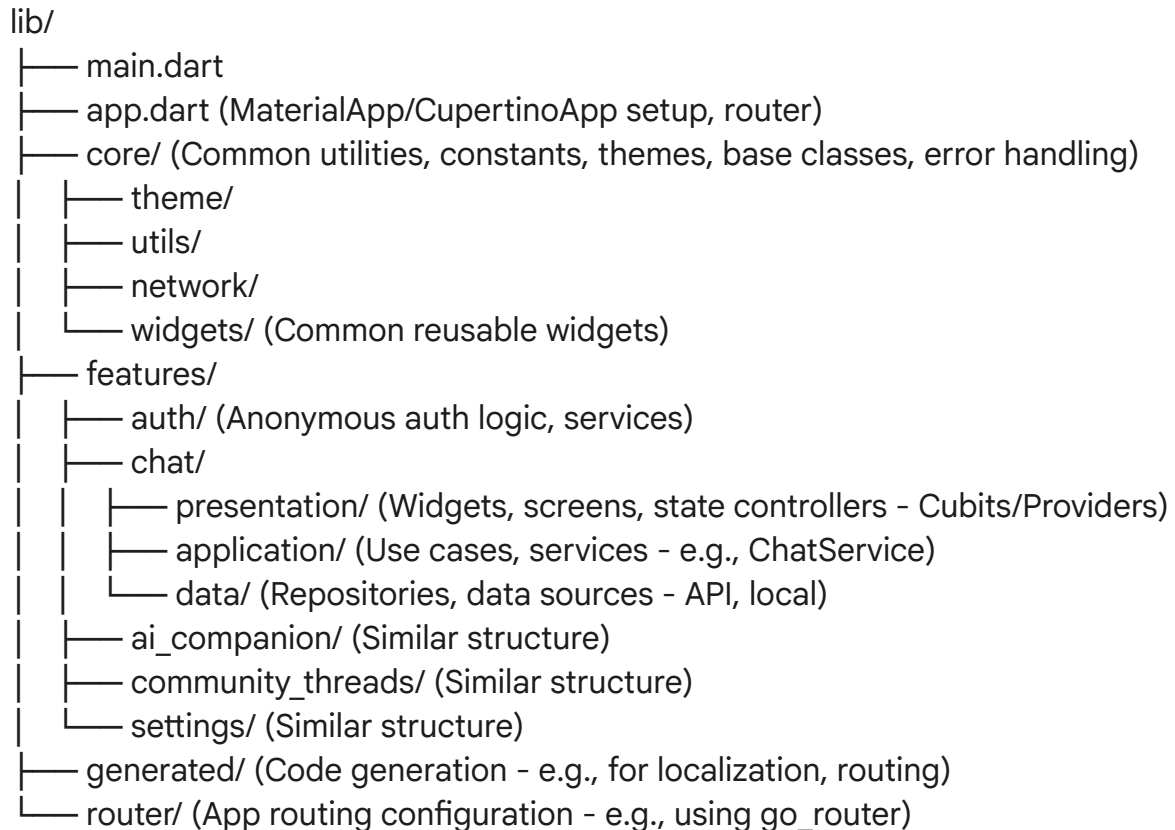 lib/
├── main.dart
├── app.dart (MaterialApp/CupertinoApp setup, router)
├── core/ (Common utilities, constants, themes, base classes, error handling)
│   ├── theme/
│   ├── utils/
│   ├── network/
│   └── widgets/ (Common reusable widgets)
├── features/
│   ├── auth/ (Anonymous auth logic, services)
│   ├── chat/
│   │   ├── presentation/ (Widgets, screens, state controllers - Cubits/Providers)
│   │   ├── application/ (Use cases, services - e.g., ChatService)
│   │   └── data/ (Repositories, data sources - API, local)
│   ├── ai_companion/ (Similar structure)
│   ├── community_threads/ (Similar structure)
│   └── settings/ (Similar structure)
├── generated/ (Code generation - e.g., for localization, routing)
└── router/ (App routing configuration - e.g., using go_router)